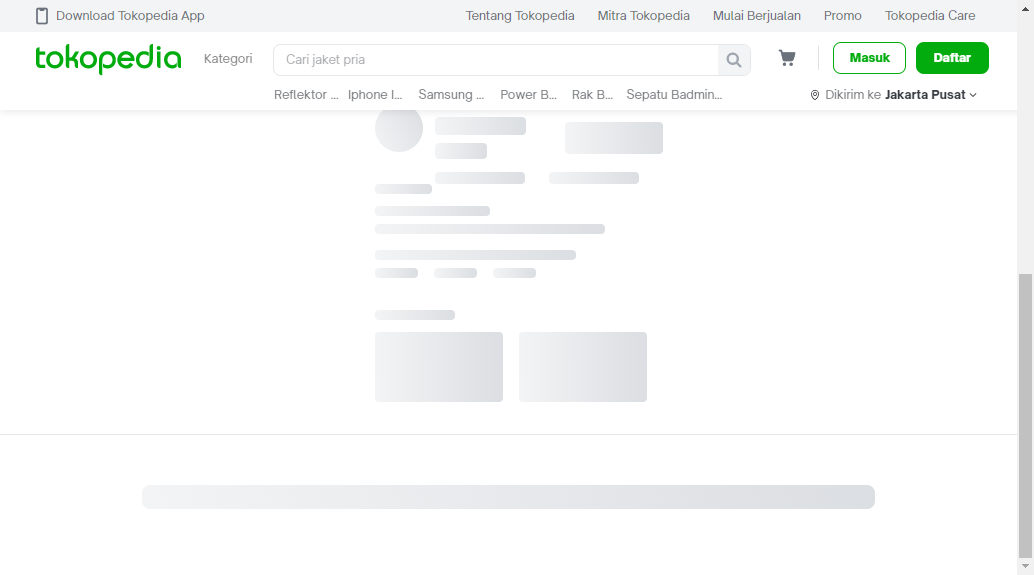 Download Tokopedia App Tentang Tokopedia Mitra Tokopedia Mulai Berjualan Promo Tokopedia Care
tokopedia Kategori Cari jaket pria Masuk Daftar
Reflektor ... Iphone I... Samsung ... Power B... Rak B... Sepatu Badmin... Dikirim ke Jakarta Pusat